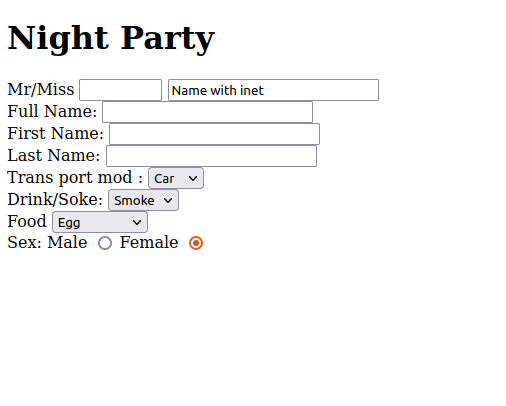 Night Party
Mr/Miss Name with inet
Full Name:
First Name:
Last Name:
Trans port mod : Car
Drink/Soke: Smoke
Food Egg
Sex: Male Female